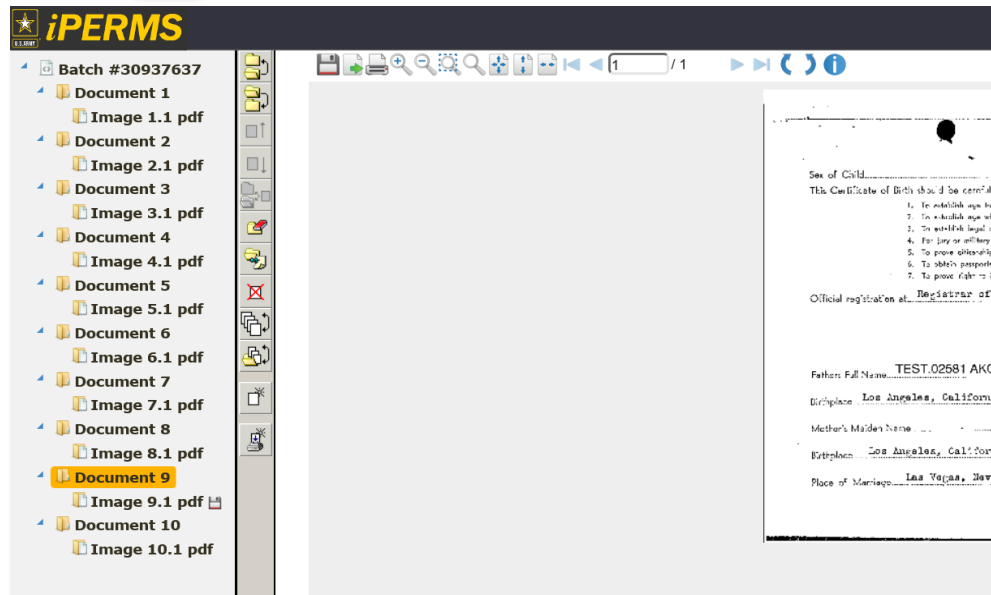 U.S.ARMY
iPERMS
Batch #30937637
Document 1
Image 1.1 pdf
Document 2
Image 2.1 pdf
Document 3
Image 3.1 pdf
Document 4
Image 4.1 pdf
Document 5
Image 5.1 pdf
Document 6
Image 6.1 pdf
Document 7
Image 7.1 pdf
Document 8
Image 8.1 pdf
Document 9
Image 9.1 pdf
Document 10
Image 10.1 pdf
1 / 1
Sex of Child
This Certificate of Birth should be careful
1. To establish age
2. To establish age
3. To establish legal
4. For jury or military
5. To prove citizenship
6. To obtain passports
7. To prove right to
Official registration at Registrar of
Fathers Full Name TEST.02581 AKO
Birthplace Los Angeles, Californ
Mother's Maiden Name
Birthplace Los Angeles, Califor
Place of Marriage Las Vegas, Nev